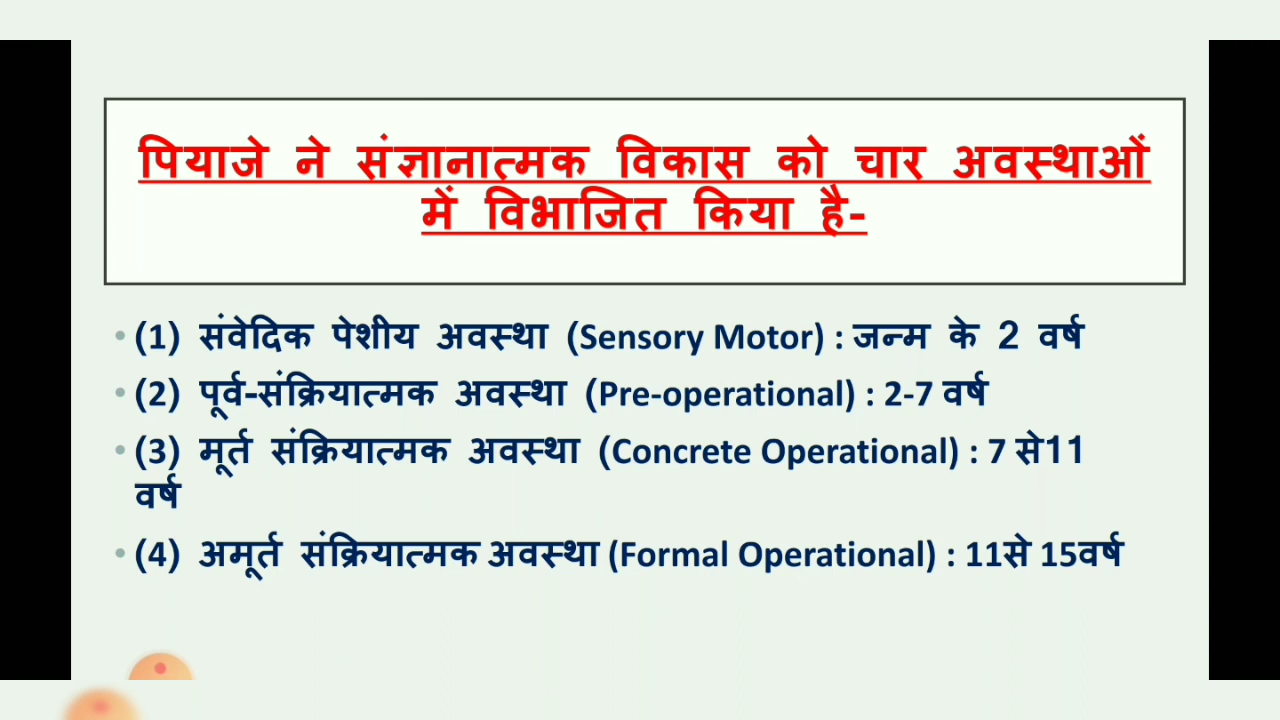 पियाजे ने संज्ञानात्मक विकास को चार अवस्थाओं
में विभाजित किया है-
• (1) संवेदिक पेशीय अवस्था (Sensory Motor) : जन्म के 2 वर्ष
• (2) पूर्व-संक्रियात्मक अवस्था (Pre-operational) : 2-7 वर्ष
• (3) मूर्त संक्रियात्मक अवस्था (Concrete Operational) : 7 से11
वर्ष
• (4) अमूर्त संक्रियात्मक अवस्था (Formal Operational) : 11से 15वर्ष